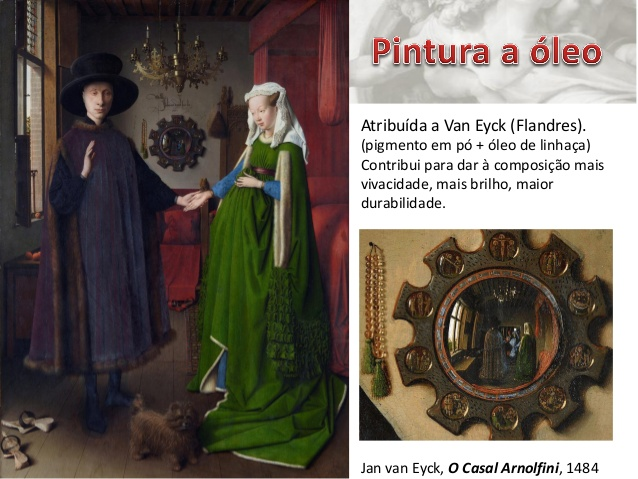 Pintura a óleo
Atribuída a Van Eyck (Flandres).
(pigmento em pó + óleo de linhaça)
Contribui para dar à composição mais
vivacidade, mais brilho, maior
durabilidade.
Jan van Eyck, O Casal Arnolfini, 1484